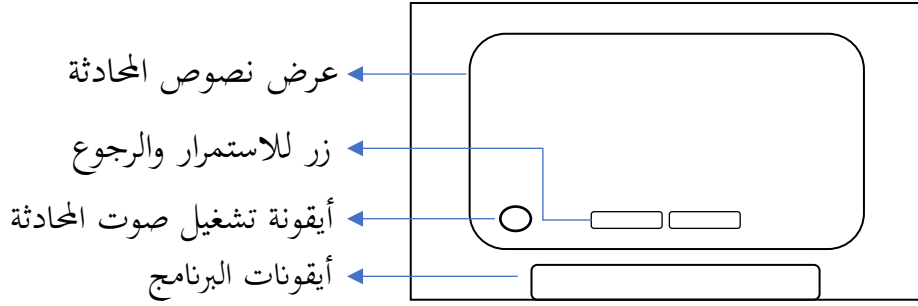 عرض نصوص المحادثة
زر للاستمرار والرجوع
أيقونة تشغيل صوت المحادثة
أيقونات البرنامج